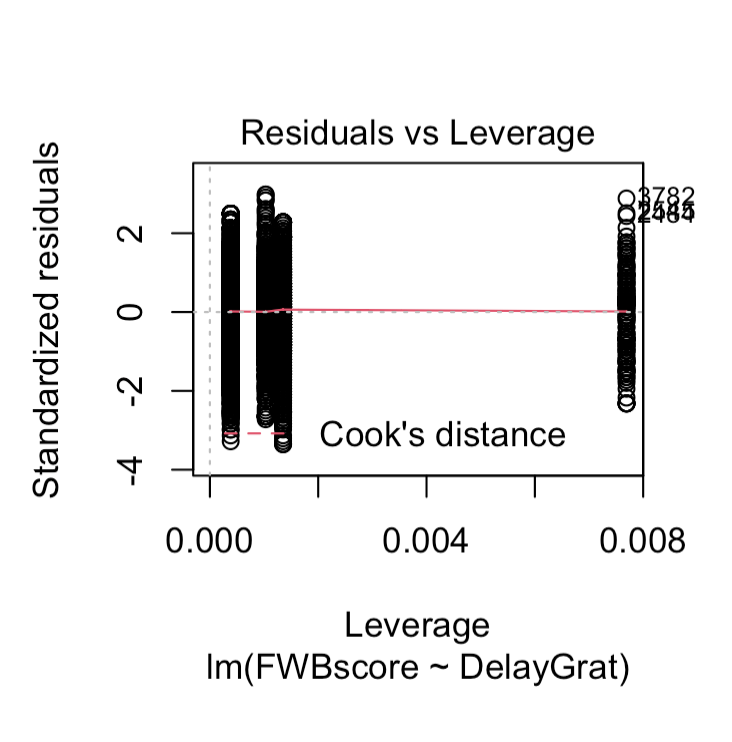 Residuals vs Leverage
Standardized residuals
2
0
-2
-4
3782
Cook's distance
0.000
0.004
0.008
Leverage
lm(FWBscore ~ DelayGrat)